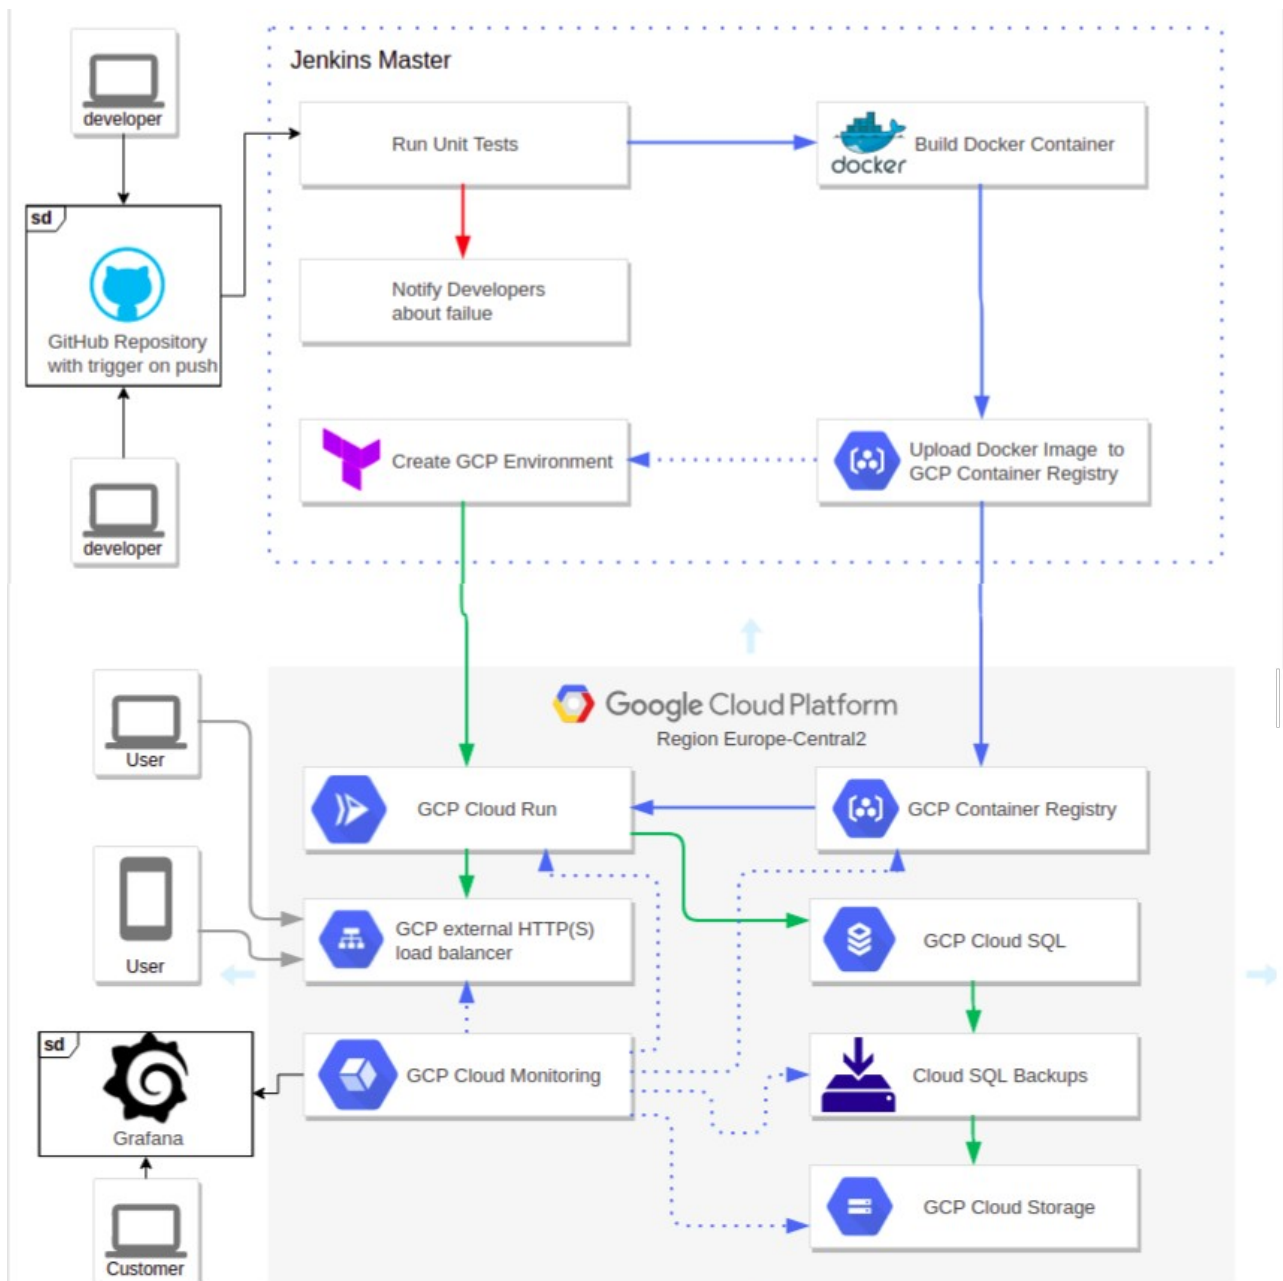 developer
sd
GitHub Repository
with trigger on push
developer
Jenkins Master
Run Unit Tests
docker
Build Docker Container
Notify Developers
about failue
Create GCP Environment
Upload Docker Image to
GCP Container Registry
Google Cloud Platform
Region Europe-Central2
User
User
GCP Cloud Run
GCP Container Registry
GCP external HTTP(S)
load balancer
GCP Cloud SQL
sd
Grafana
GCP Cloud Monitoring
Cloud SQL Backups
GCP Cloud Storage
Customer